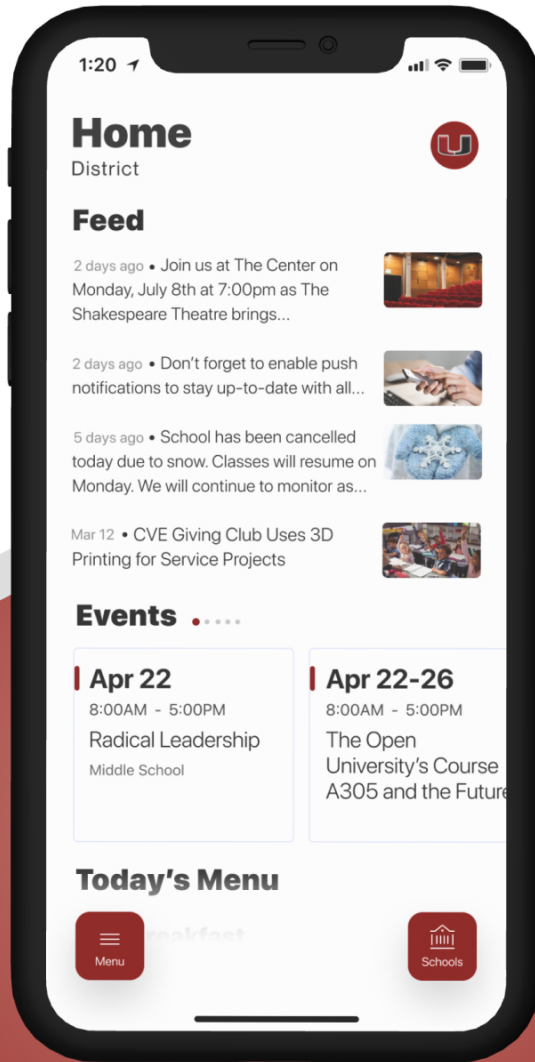 1:20
Home
District
Feed
2 days ago • Join us at The Center on
Monday, July 8th at 7:00pm as The
Shakespeare Theatre brings...
2 days ago • Don't forget to enable push
notifications to stay up-to-date with all...
5 days ago • School has been cancelled
today due to snow. Classes will resume on
Monday. We will continue to monitor as...
Mar 12 • CVE Giving Club Uses 3D
Printing for Service Projects
Events
Apr 22
8:00AM - 5:00PM
Radical Leadership
Middle School
Apr 22-26
8:00AM - 5:00PM
The Open
University's Course
A305 and the Future
Today's Menu
reakfast
Menu
Schools